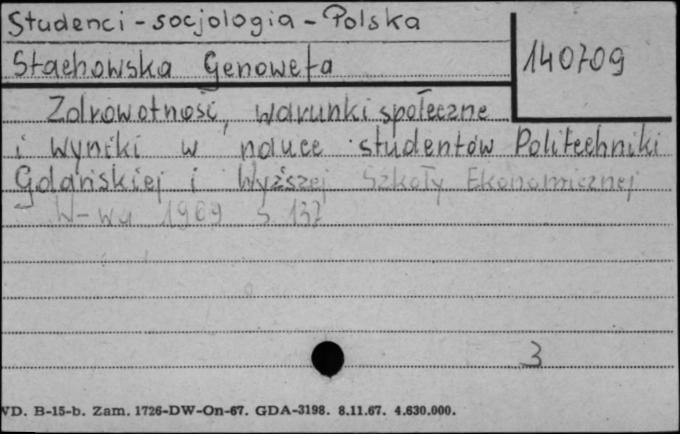 Studenci - socjologia - Polska
Stachowska Genowefa
140709
Zdrowotność, warunki społeczne
i wyniki w nauce studentów Politechniki
Gdańskiej i Wyższej Szkoły Ekonomicznej
W-wa 1969 s. 137
3
VD. B-15-b. Zam. 1726-DW-On-67. GDA-3198. 8.11.67. 4.630.000.